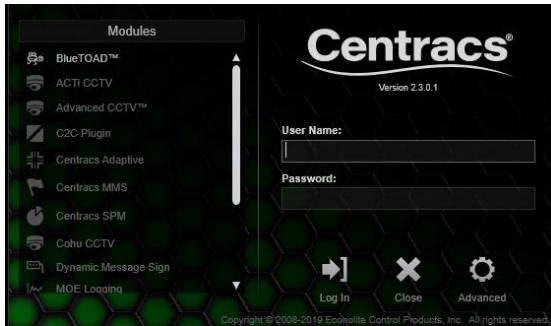 Modules
BlueTOAD™
ACTi CCTV
Advanced CCTV™
C2C Plugin
Centracs Adaptive
Centracs MMS
Centracs SPM
Cohu CCTV
Dynamic Message Sign
MOE Logging
Centracs®
Version 2.3.0.1
User Name:
Password:
Log In
Close
Advanced
Copyright © 2008-2019 Econolite Control Products, Inc. All rights reserved.